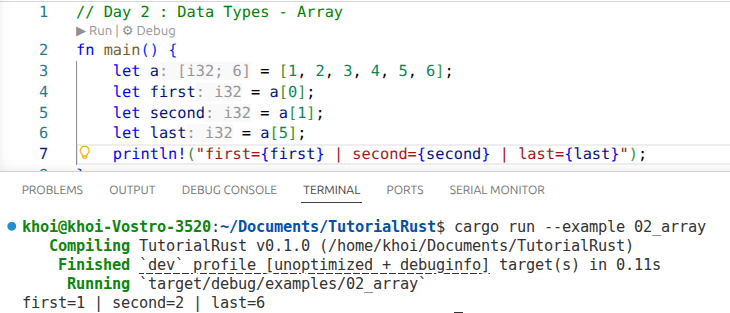 1 // Day 2 : Data Types - Array
▶ Run | ⚙ Debug
2 fn main() {
3 let a: [i32; 6] = [1, 2, 3, 4, 5, 6];
4 let first: i32 = a[0];
5 let second: i32 = a[1];
6 let last: i32 = a[5];
7 println!("first={first} | second={second} | last={last}");
PROBLEMS OUTPUT DEBUG CONSOLE TERMINAL PORTS SERIAL MONITOR
khoi@khoi-Vostro-3520:~/Documents/TutorialRust$ cargo run --example 02_array
Compiling TutorialRust v0.1.0 (/home/khoi/Documents/TutorialRust)
Finished `dev` profile [unoptimized + debuginfo] target(s) in 0.11s
Running `target/debug/examples/02_array`
first=1 | second=2 | last=6